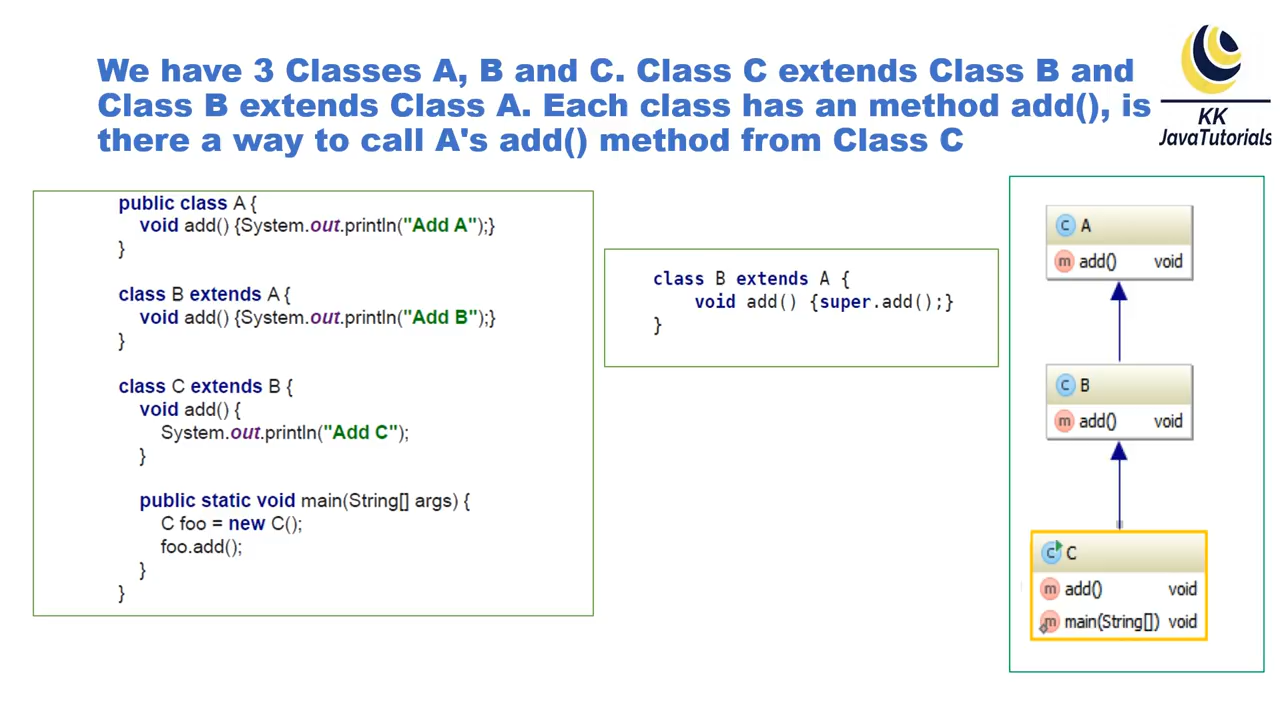 We have 3 Classes A, B and C. Class C extends Class B and
Class B extends Class A. Each class has an method add(), is
there a way to call A's add() method from Class C
KK
JavaTutorials
public class A {
void add() {System.out.println("Add A");}
}
class B extends A {
void add() {System.out.println("Add B");}
}
class C extends B {
void add() {
System.out.println("Add C");
}
public static void main(String[] args) {
C foo = new C();
foo.add();
}
}
class B extends A {
void add() {super.add();}
}
C A
m add() void
C B
m add() void
C C
m add() void
m main(String[]) void